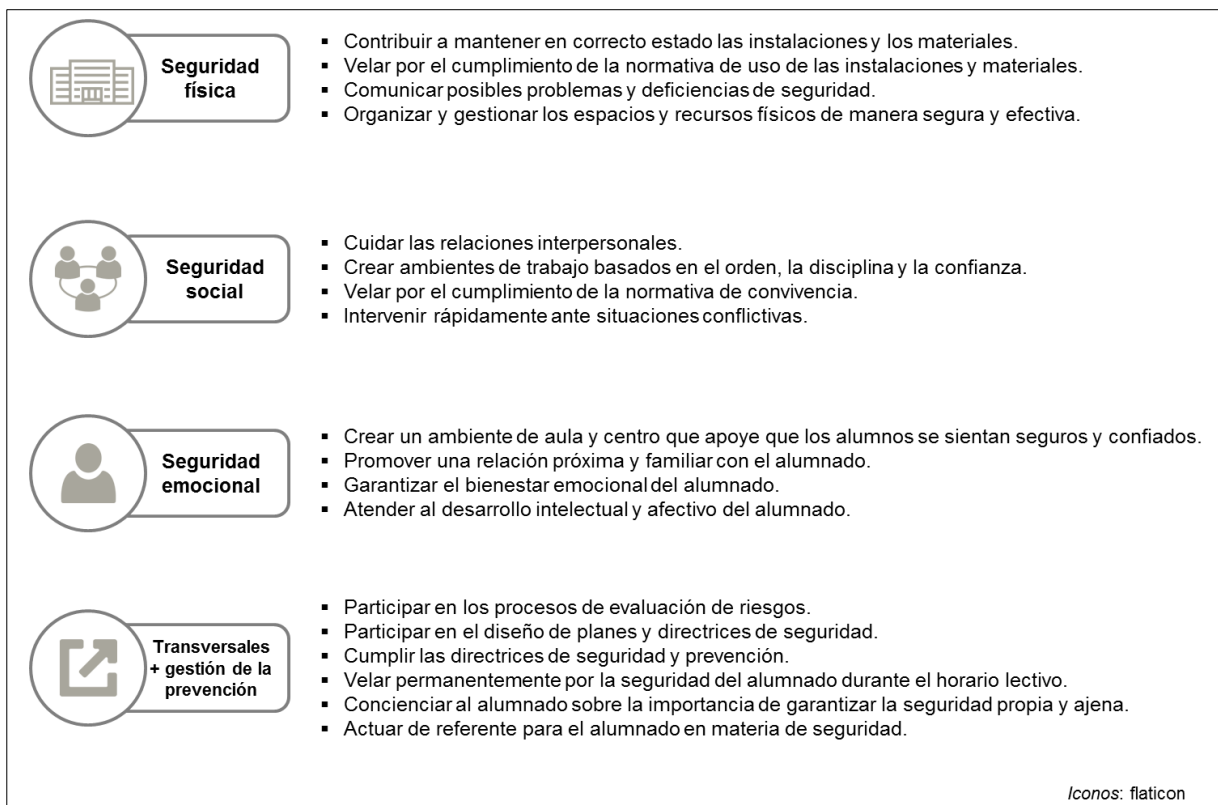 Seguridad
física
▪ Contribuir a mantener en correcto estado las instalaciones y los materiales.
▪ Velar por el cumplimiento de la normativa de uso de las instalaciones y materiales.
▪ Comunicar posibles problemas y deficiencias de seguridad.
▪ Organizar y gestionar los espacios y recursos físicos de manera segura y efectiva.
Seguridad
social
▪ Cuidar las relaciones interpersonales.
▪ Crear ambientes de trabajo basados en el orden, la disciplina y la confianza.
▪ Velar por el cumplimiento de la normativa de convivencia.
▪ Intervenir rápidamente ante situaciones conflictivas.
Seguridad
emocional
▪ Crear un ambiente de aula y centro que apoye que los alumnos se sientan seguros y confiados.
▪ Promover una relación próxima y familiar con el alumnado.
▪ Garantizar el bienestar emocional del alumnado.
▪ Atender al desarrollo intelectual y afectivo del alumnado.
Transversales
+ gestión de la
prevención
▪ Participar en los procesos de evaluación de riesgos.
▪ Participar en el diseño de planes y directrices de seguridad.
▪ Cumplir las directrices de seguridad y prevención.
▪ Velar permanentemente por la seguridad del alumnado durante el horario lectivo.
▪ Concienciar al alumnado sobre la importancia de garantizar la seguridad propia y ajena.
▪ Actuar de referente para el alumnado en materia de seguridad.
Iconos: flaticon